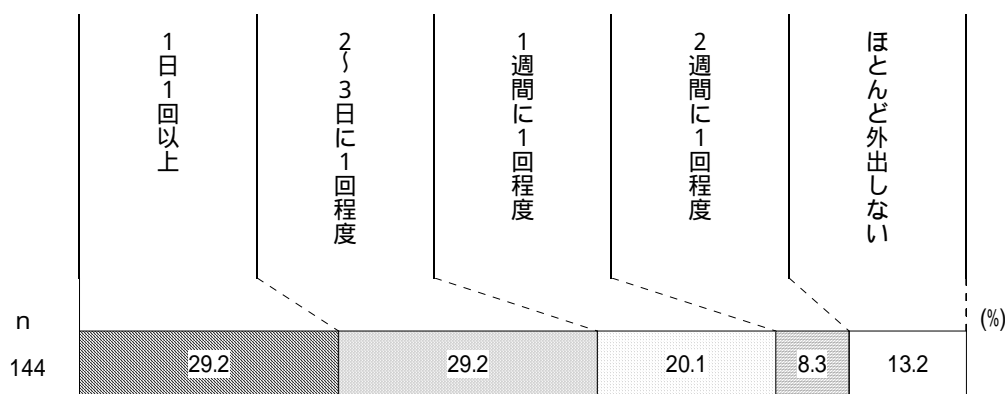 1日1回以上
2〜3日に1回程度
1週間に1回程度
2週間に1回程度
ほとんど外出しない
n
(%)
144
29.2
29.2
20.1
8.3
13.2